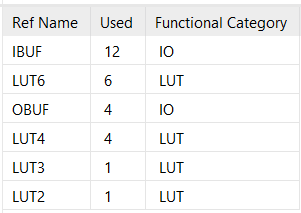 Ref Name Used Functional Category
IBUF 12 IO
LUT6 6 LUT
OBUF 4 IO
LUT4 4 LUT
LUT3 1 LUT
LUT2 1 LUT